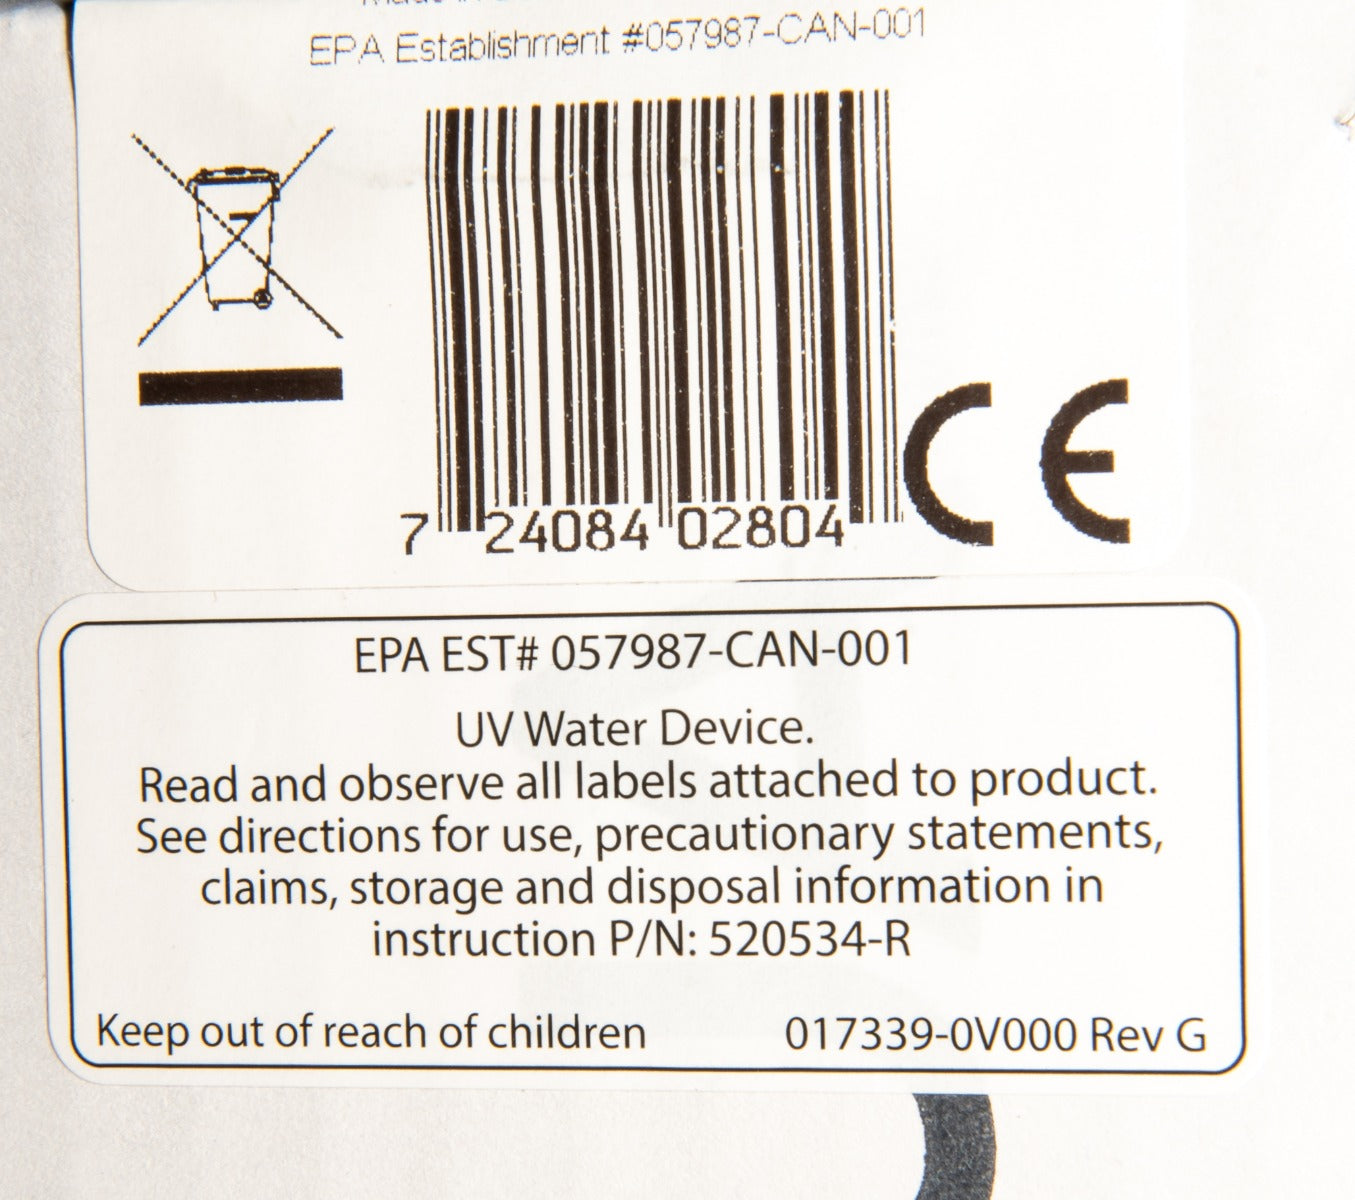 Made in
EPA Establishment #057987-CAN-001
7 24084 02804
CE
EPA EST# 057987-CAN-001
UV Water Device.
Read and observe all labels attached to product.
See directions for use, precautionary statements,
claims, storage and disposal information in
instruction P/N: 520534-R
Keep out of reach of children
017339-0V000 Rev G